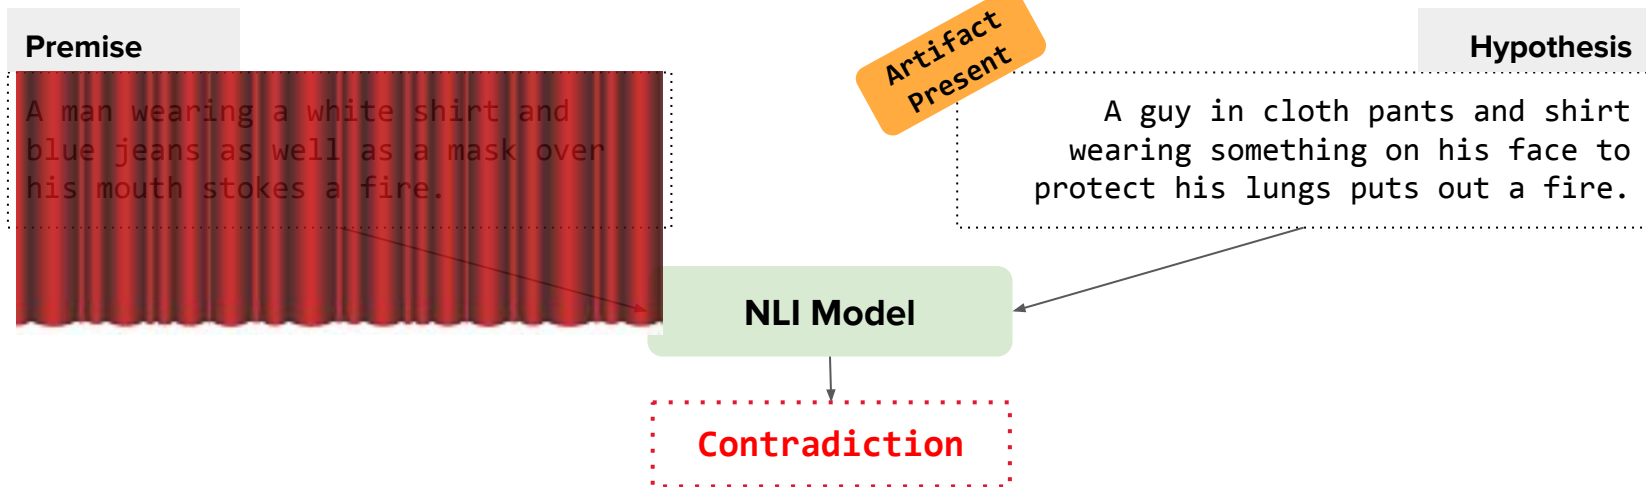 Premise
A man wearing a white shirt and
blue jeans as well as a mask over
his mouth stokes a fire.
Artifact
Present
Hypothesis
A guy in cloth pants and shirt
wearing something on his face to
protect his lungs puts out a fire.
NLI Model
Contradiction